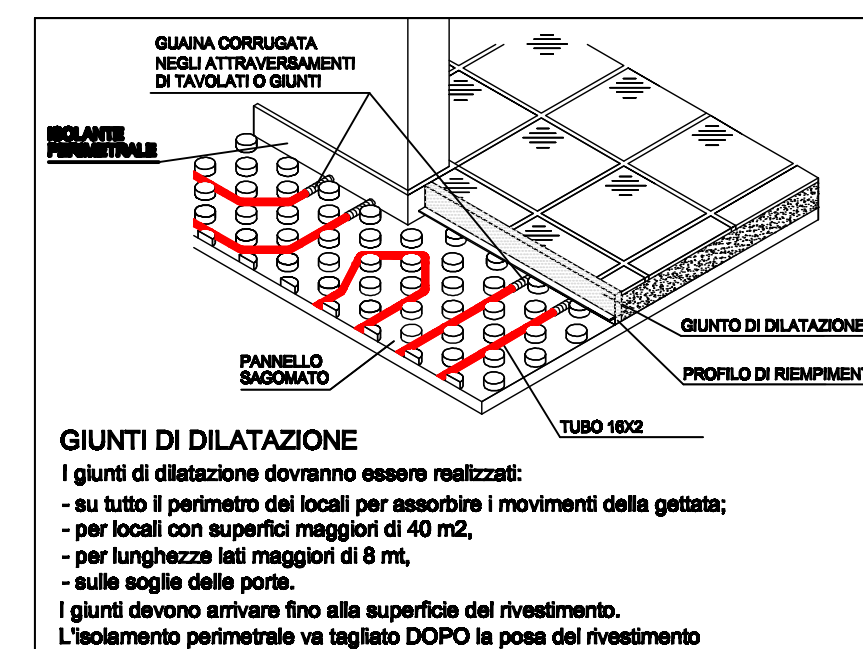 GUAINA CORRUGATA
NEGLI ATTRAVERSAMENTI
DI TAVOLATI O GIUNTI
ISOLANTE
PERIMETRALE
GIUNTO DI DILATAZIONE
PROFILO DI RIEMPIMENT
PANNELLO
SAGOMATO
TUBO 16X2
GIUNTI DI DILATAZIONE
I giunti di dilatazione dovranno essere realizzati:
- su tutto il perimetro dei locali per assorbire i movimenti della gettata;
- per locali con superfici maggiori di 40 m2,
- per lunghezze lati maggiori di 8 mt,
- sulle soglie delle porte.
I giunti devono arrivare fino alla superficie del rivestimento.
L'isolamento perimetrale va tagliato DOPO la posa del rivestimento